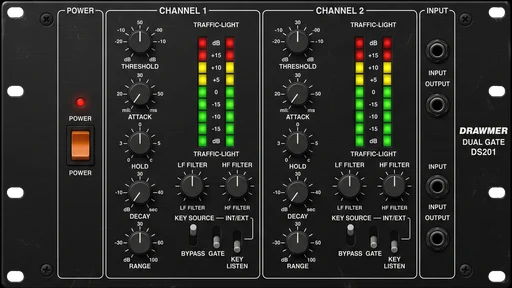 POWER
CHANNEL 1
CHANNEL 2
INPUT
TRAFFIC-LIGHT
TRAFFIC-LIGHT
dB
+15
+10
+5
0
-15
-10
-15
dB
dB
+15
+10
+5
0
-15
-10
-15
dB
THRESHOLD
THRESHOLD
INPUT
OUTPUT
POWER
ATTACK
ATTACK
DRAWMER
DUAL GATE
DS201
HOLD
HOLD
TRAFFIC-LIGHT
TRAFFIC-LIGHT
POWER
LF FILTER
HF FILTER
LF FILTER
HF FILTER
INPUT
LF FILTER
HF FILTER
LF FILTER
HF FILTER
OUTPUT
DECAY
KEY SOURCE
INT/EXT
DECAY
KEY SOURCE
INT/EXT
BYPASS
GATE
KEY
LISTEN
BYPASS
GATE
KEY
LISTEN
RANGE
RANGE